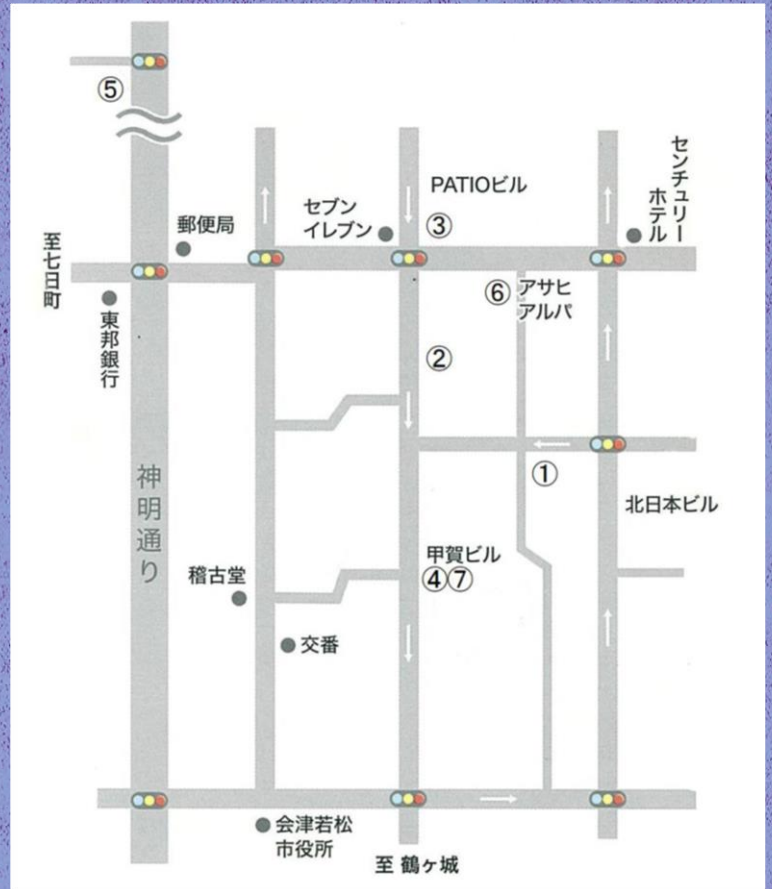 ⑤
センチュリー
ホテル
PATIOビル
セブン
イレブン
③
郵便局
至七日町
東邦銀行
⑥
アサヒ
アルパ
②
神明通り
①
北日本ビル
甲賀ビル
④⑦
稽古堂
交番
会津若松
市役所
至 鶴ヶ城